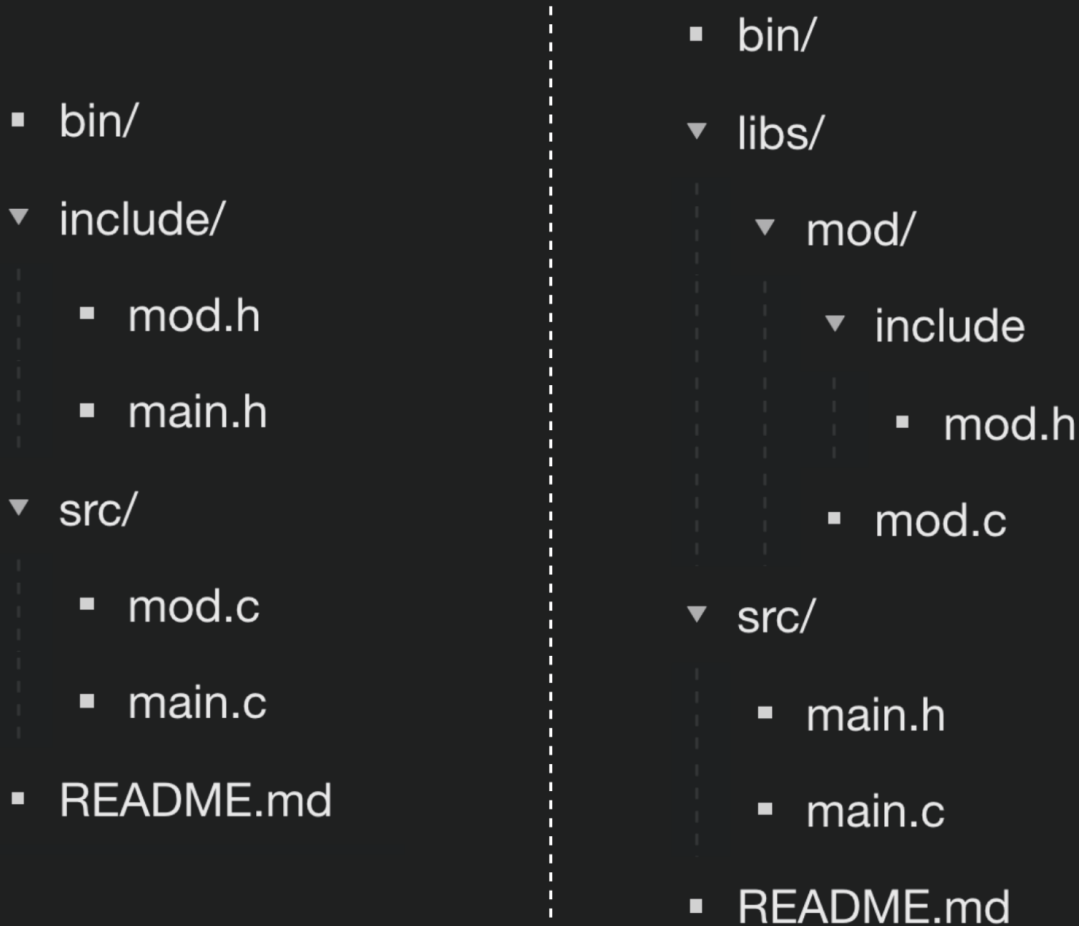 bin/
include/
mod.h
main.h
src/
mod.c
main.c
README.md
bin/
libs/
mod/
include
mod.h
mod.c
src/
main.h
main.c
README.md